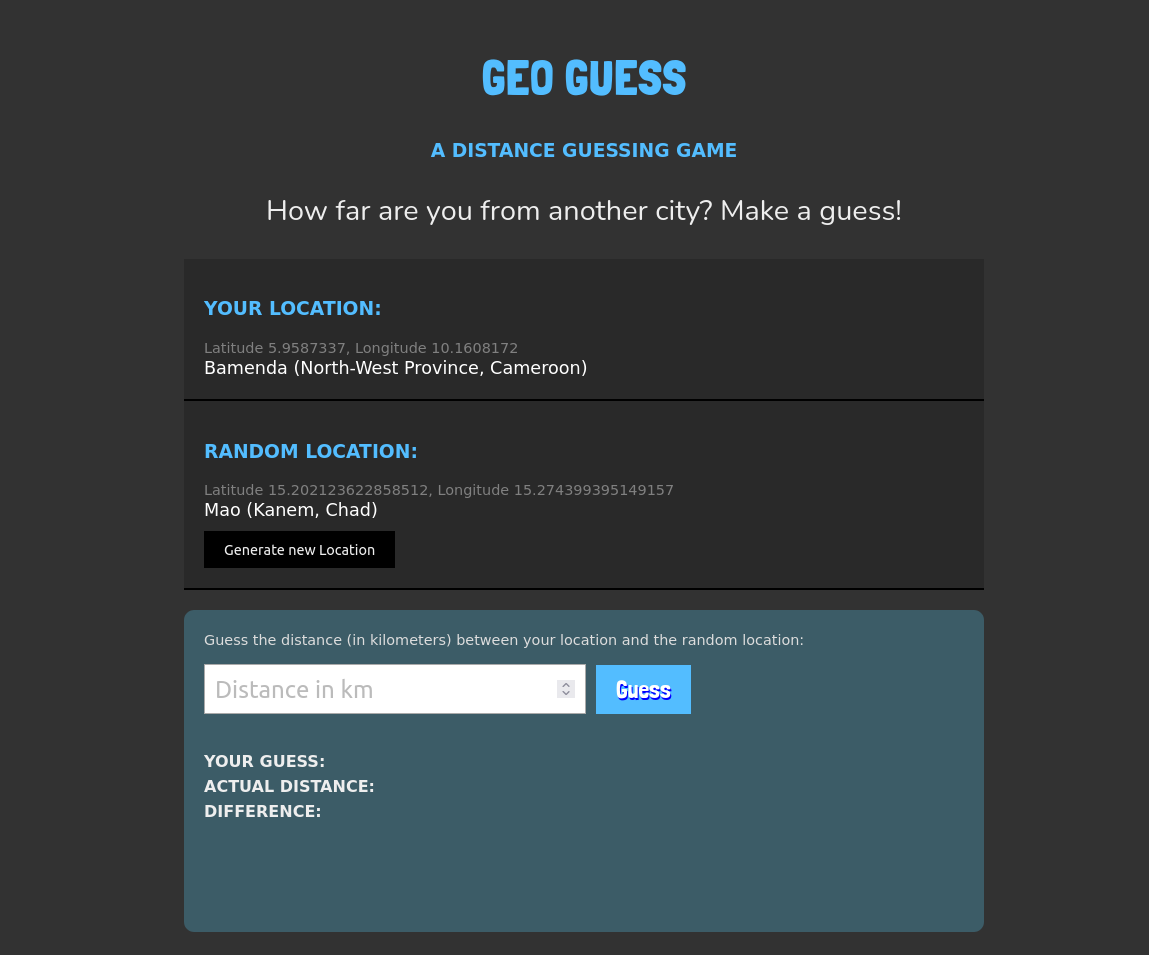 GEO GUESS
A DISTANCE GUESSING GAME
How far are you from another city? Make a guess!
YOUR LOCATION:
Latitude 5.9587337, Longitude 10.1608172
Bamenda (North-West Province, Cameroon)
RANDOM LOCATION:
Latitude 15.202123622858512, Longitude 15.274399395149157
Mao (Kanem, Chad)
Generate new Location
Guess the distance (in kilometers) between your location and the random location:
Distance in km
Guess
YOUR GUESS:
ACTUAL DISTANCE:
DIFFERENCE: